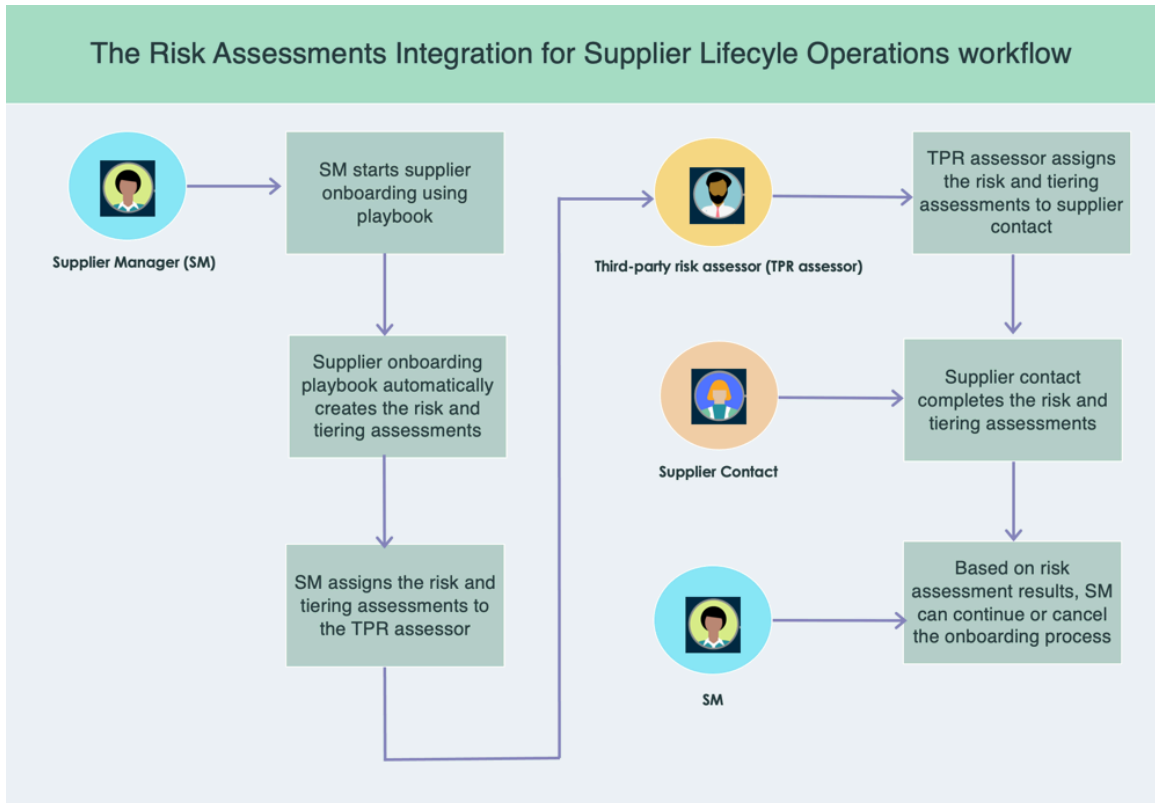 The Risk Assessments Integration for Supplier Lifecyle Operations workflow
Supplier Manager (SM)
SM starts supplier
onboarding using
playbook
Supplier onboarding
playbook automatically
creates the risk and
tiering assessments
SM assigns the risk and
tiering assessments to
the TPR assessor
Third-party risk assessor (TPR assessor)
TPR assessor assigns
the risk and tiering
assessments to supplier
contact
Supplier Contact
Supplier contact
completes the risk and
tiering assessments
SM
Based on risk
assessment results, SM
can continue or cancel
the onboarding process